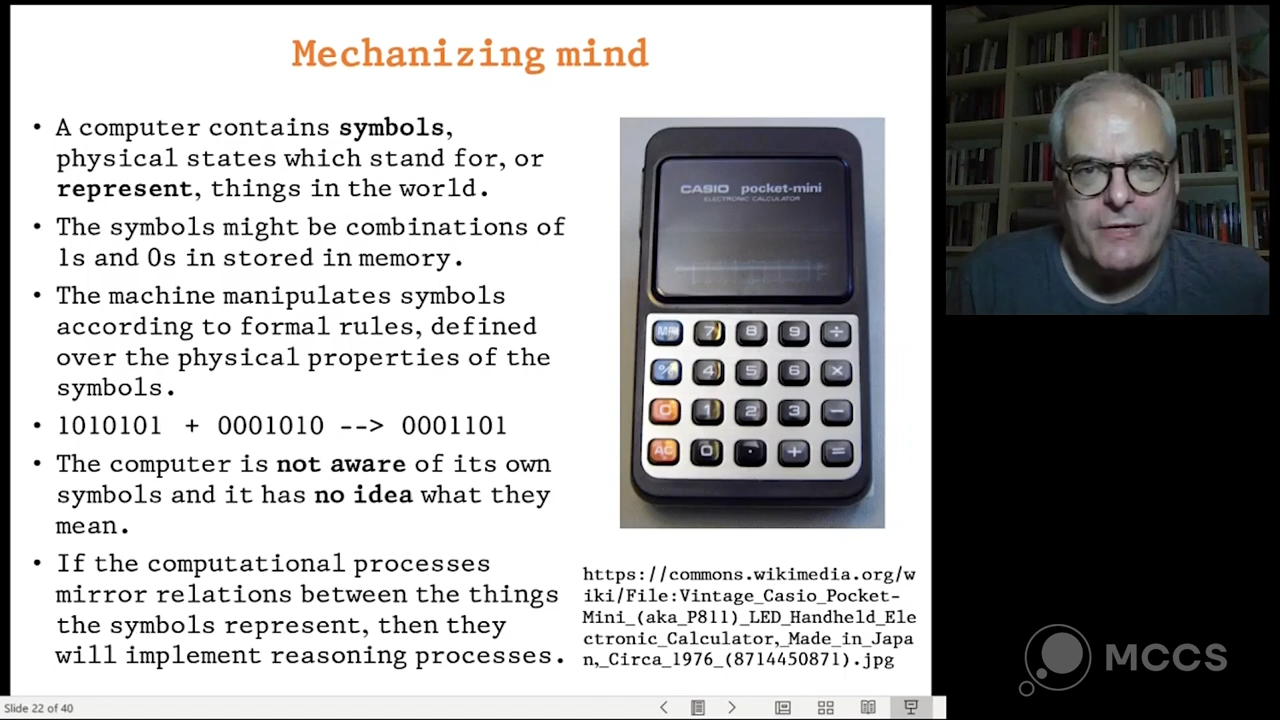 Mechanizing mind
• A computer contains symbols,
physical states which stand for, or
represent, things in the world.
• The symbols might be combinations of
1s and 0s in stored in memory.
• The machine manipulates symbols
according to formal rules, defined
over the physical properties of the
symbols.
• 1010101 + 0001010 --> 0001101
• The computer is not aware of its own
symbols and it has no idea what they
mean.
• If the computational processes
mirror relations between the things
the symbols represent, then they
will implement reasoning processes.
CASIO pocket-mini
ELECTRONIC CALCULATOR
MR 7 8 9 ÷
% 4 5 6 ×
C 1 2 3 −
AC 0 · + =
https://commons.wikimedia.org/w
iki/File:Vintage_Casio_Pocket-
Mini_(aka_P811)_LED_Handheld_Ele
ctronic_Calculator,_Made_in_Japa
n,_Circa_1976_(8714450871).jpg
MCCS
Slide 22 of 40